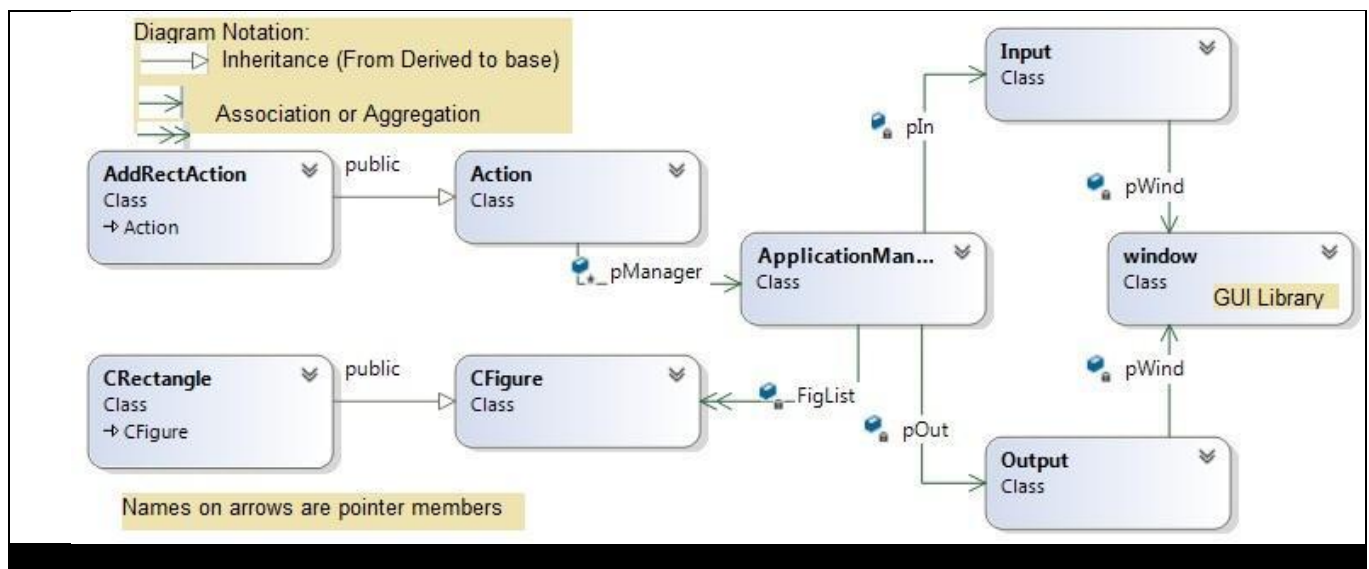 Diagram Notation:
Inheritance (From Derived to base)
Association or Aggregation
AddRectAction
Class
Action
public
Action
Class
pManager
ApplicationMan...
Class
pIn
Input
Class
pWind
window
Class
GUI Library
CRectangle
Class
CFigure
public
CFigure
Class
FigList
pOut
pWind
Output
Class
Names on arrows are pointer members